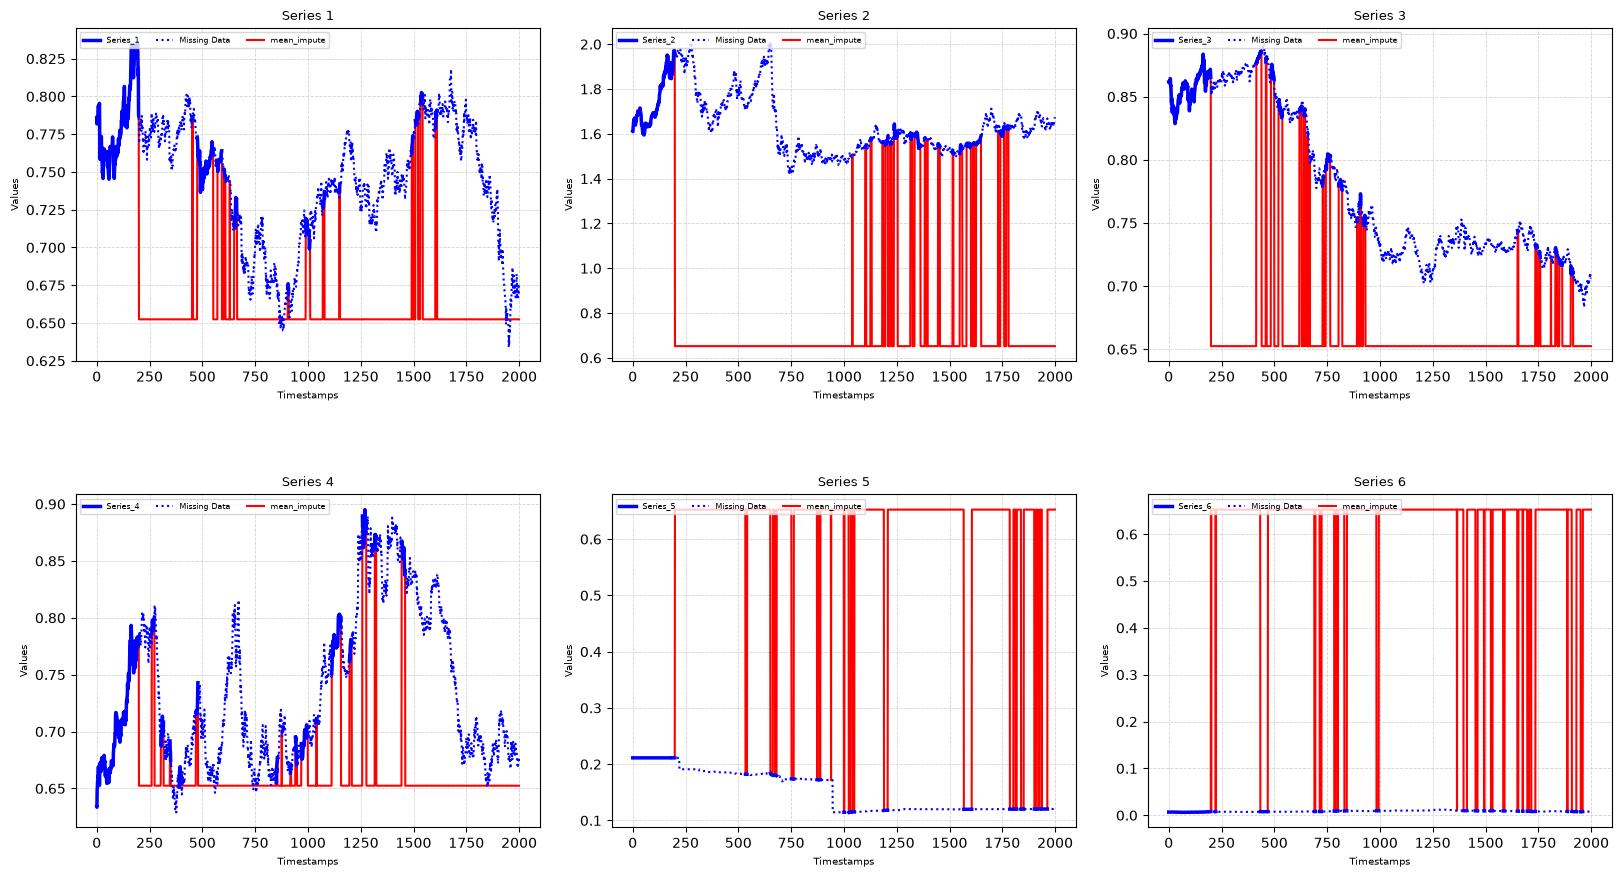 Series 1
Series_1 Missing Data mean_impute
0.825
0.800
0.775
0.750
0.725
0.700
0.675
0.650
0.625
Values
0 250 500 750 1000 1250 1500 1750 2000
Timestamps
Series 2
Series_2 Missing Data mean_impute
2.0
1.8
1.6
1.4
1.2
1.0
0.8
0.6
Values
0 250 500 750 1000 1250 1500 1750 2000
Timestamps
Series 3
Series_3 Missing Data mean_impute
0.90
0.85
0.80
0.75
0.70
0.65
Values
0 250 500 750 1000 1250 1500 1750 2000
Timestamps
Series 4
Series_4 Missing Data mean_impute
0.90
0.85
0.80
0.75
0.70
0.65
Values
0 250 500 750 1000 1250 1500 1750 2000
Timestamps
Series 5
Series_5 Missing Data mean_impute
0.6
0.5
0.4
0.3
0.2
0.1
Values
0 250 500 750 1000 1250 1500 1750 2000
Timestamps
Series 6
Series_6 Missing Data mean_impute
0.6
0.5
0.4
0.3
0.2
0.1
0.0
Values
0 250 500 750 1000 1250 1500 1750 2000
Timestamps